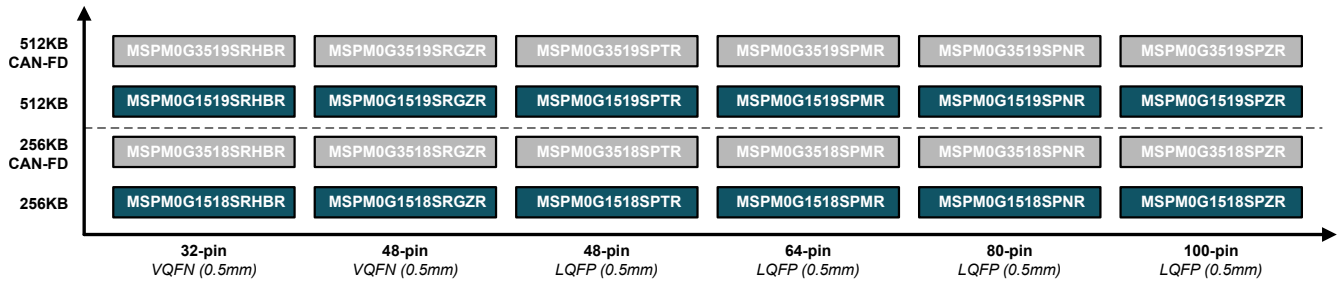 512KB
CAN-FD
MSPM0G3519SRHBR MSPM0G3519SRGZR MSPM0G3519SPTR MSPM0G3519SPMR MSPM0G3519SPNR MSPM0G3519SPZR
512KB MSPM0G1519SRHBR MSPM0G1519SRGZR MSPM0G1519SPTR MSPM0G1519SPMR MSPM0G1519SPNR MSPM0G1519SPZR
256KB
CAN-FD
MSPM0G3518SRHBR MSPM0G3518SRGZR MSPM0G3518SPTR MSPM0G3518SPMR MSPM0G3518SPNR MSPM0G3518SPZR
256KB MSPM0G1518SRHBR MSPM0G1518SRGZR MSPM0G1518SPTR MSPM0G1518SPMR MSPM0G1518SPNR MSPM0G1518SPZR
32-pin 48-pin 48-pin 64-pin 80-pin 100-pin
VQFN (0.5mm) VQFN (0.5mm) LQFP (0.5mm) LQFP (0.5mm) LQFP (0.5mm) LQFP (0.5mm)